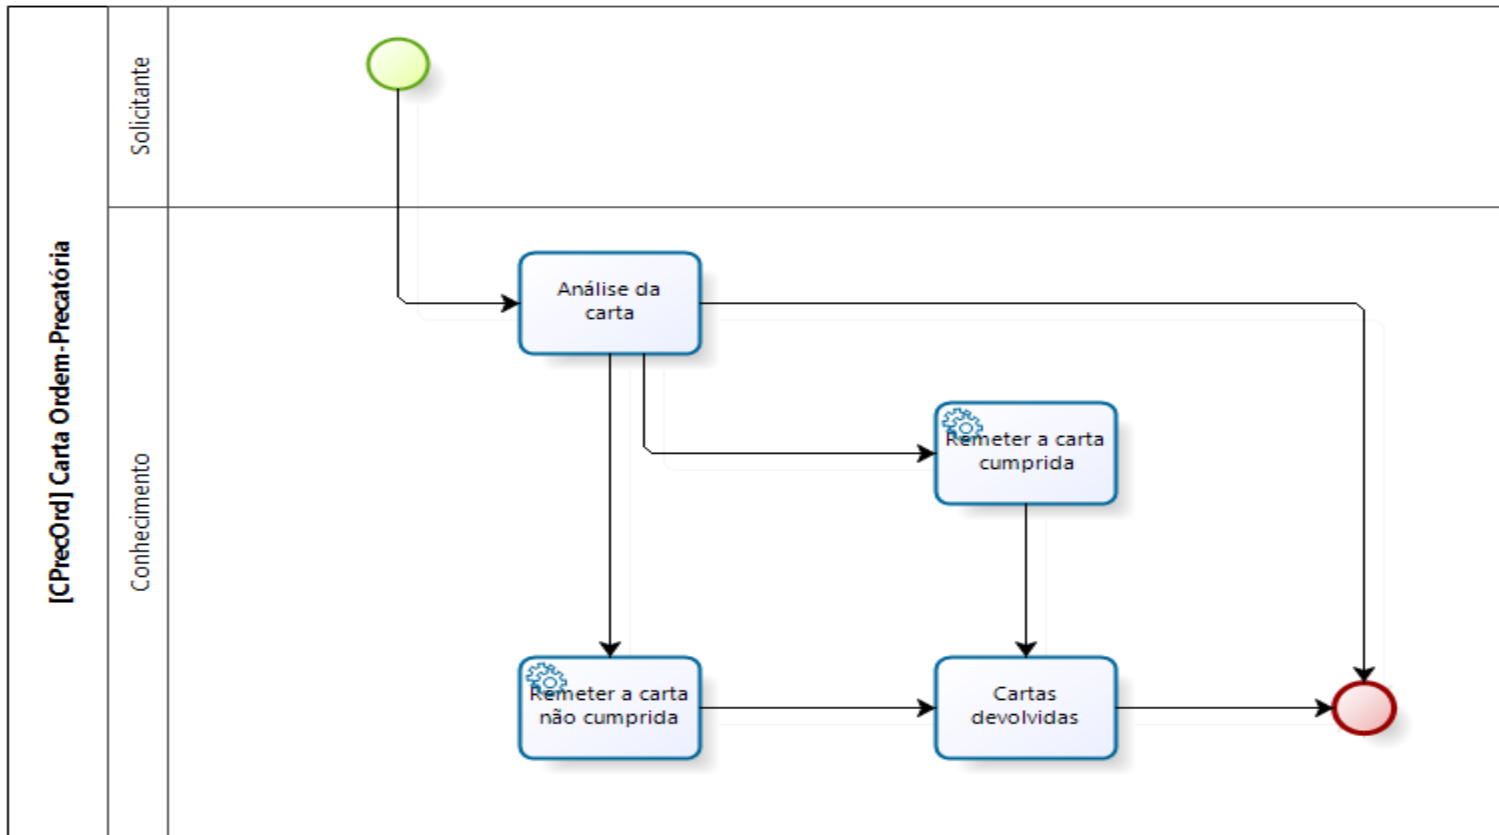 [CPrecOrd] Carta Ordem-Precatória
Solicitante
Conhecimento
Análise da
carta
Remeter a carta
cumprida
Remeter a carta
não cumprida
Cartas
devolvidas